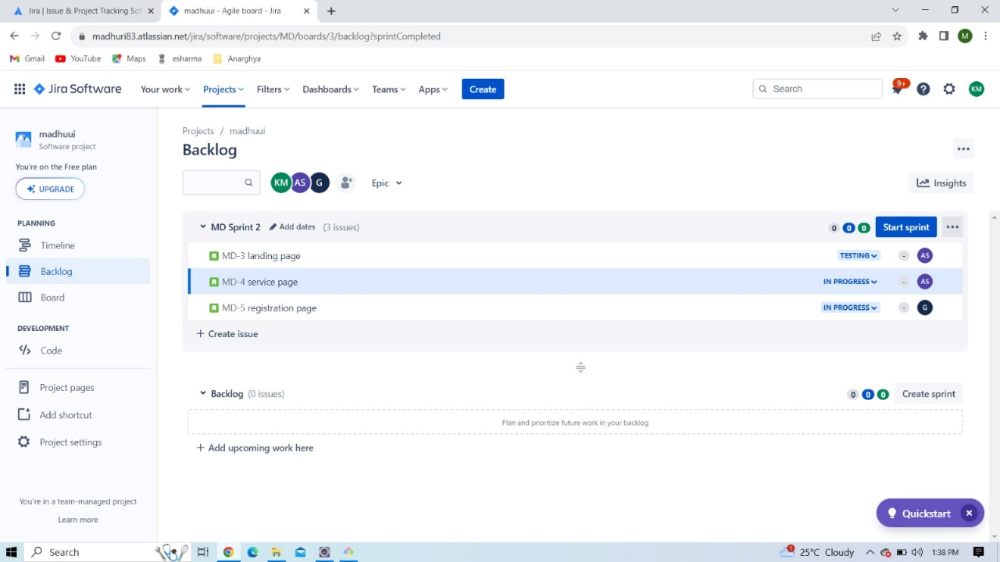 Jira | Issue & Project Tracking Sof
madhuui - Agile board - Jira
madhuri83.atlassian.net/jira/software/projects/MD/boards/3/backlog?sprintCompleted
M
Gmail YouTube Maps esharma Anarghya
Jira Software Your work Projects Filters Dashboards Teams Apps Create Search 9+ KM
madhuui
Software project
You're on the Free plan
UPGRADE
PLANNING
Timeline
Backlog
Board
DEVELOPMENT
Code
Project pages
Add shortcut
Project settings
You're in a team-managed project
Learn more
Projects / madhuui
Backlog
KM AS G Epic Insights
MD Sprint 2 Add dates (3 issues) 0 0 0 Start sprint
MD-3 landing page TESTING - AS
MD-4 service page IN PROGRESS - AS
MD-5 registration page IN PROGRESS - G
+ Create issue
Backlog (0 issues) 0 0 0 Create sprint
Plan and prioritize future work in your backlog
+ Add upcoming work here
Quickstart
Search 1 25°C Cloudy 1:38 PM